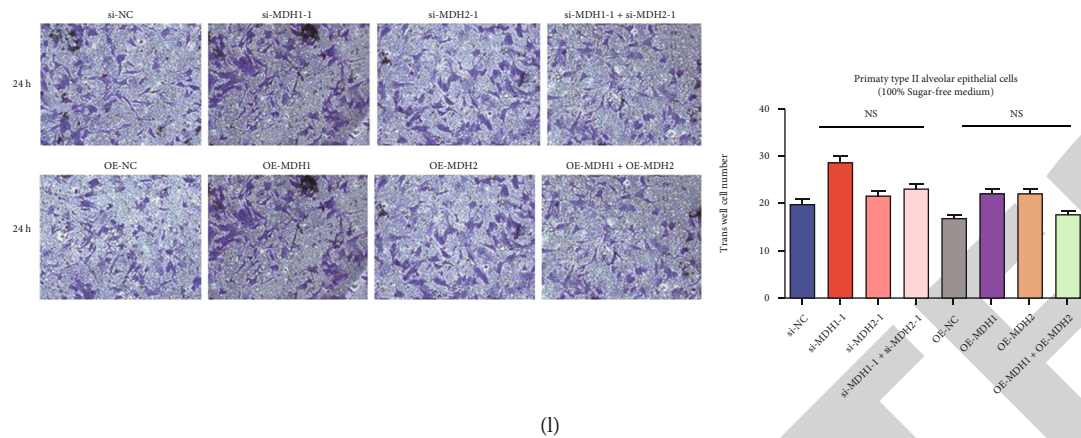 si-NC
si-MDH1-1
si-MDH2-1
si-MDH1-1 + si-MDH2-1
24 h
OE-NC
OE-MDH1
OE-MDH2
OE-MDH1 + OE-MDH2
24 h
Primaty type II alveolar epithelial cells
(100% Sugar-free medium)
Trans well cell number
40
30
20
10
0
NS
NS
si-NC
si-MDH1-1
si-MDH2-1
si-MDH1-1 + si-MDH2-1
OE-NC
OE-MDH1
OE-MDH2
OE-MDH1 + OE-MDH2
(l)